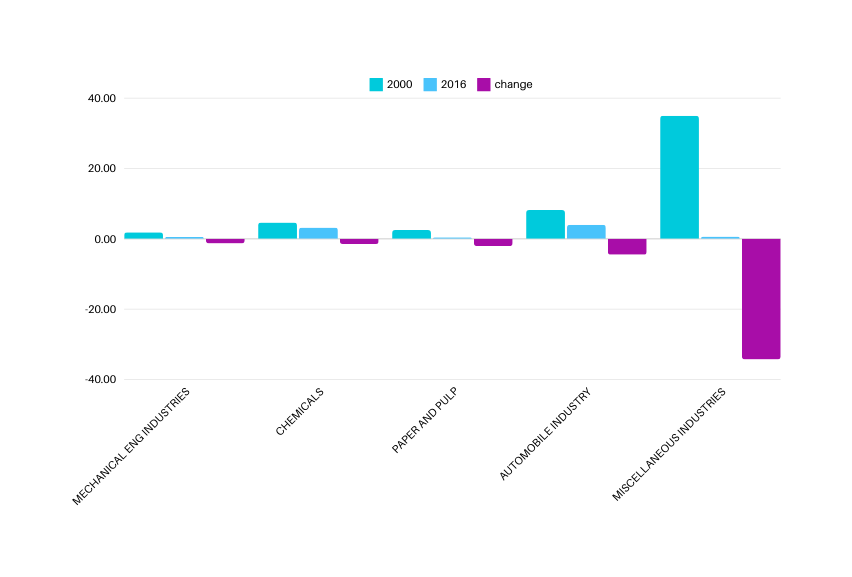 2000 2016 change
40.00
20.00
0.00
-20.00
-40.00
MECHANICAL ENG INDUSTRIES
CHEMICALS
PAPER AND PULP
AUTOMOBILE INDUSTRY
MISCELLANEOUS INDUSTRIES